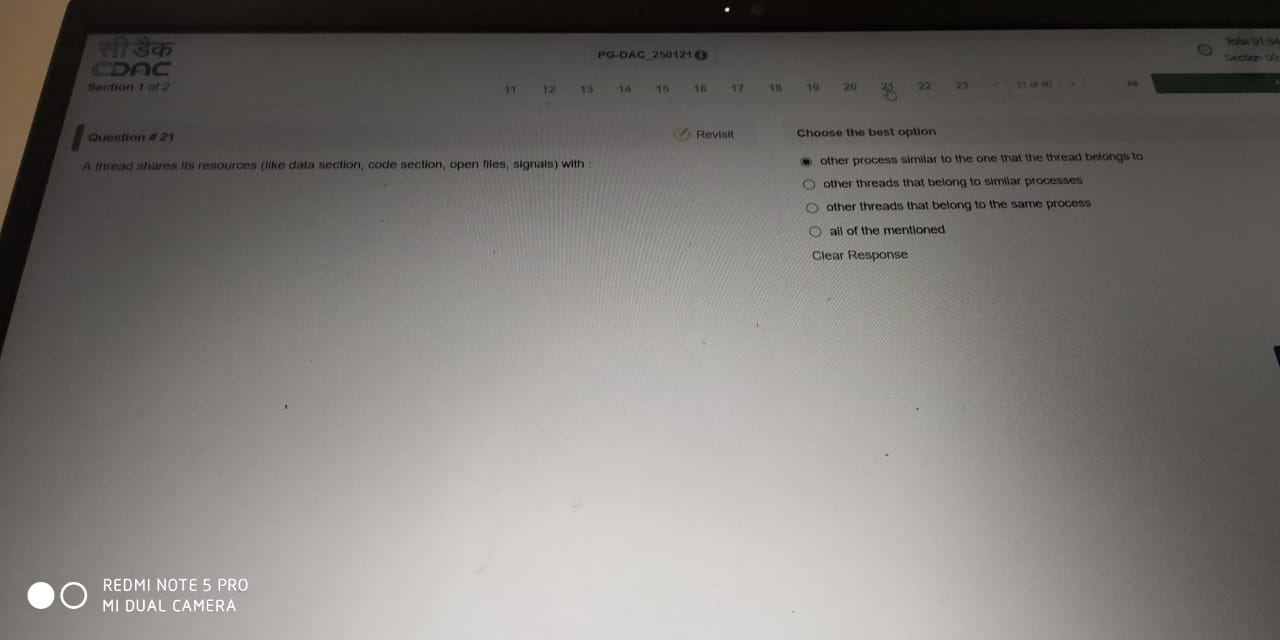 सी डैक
CDAC
Section 1 of 2
PG-DAC_250121
Section
11 12 13 14 15 16 17 18 19 20 21 22 23 21 of 40 All
Question # 21
Revisit
A thread shares its resources (like data section, code section, open files, signals) with :
Choose the best option
other process similar to the one that the thread belongs to
other threads that belong to similar processes
other threads that belong to the same process
all of the mentioned
Clear Response
REDMI NOTE 5 PRO
MI DUAL CAMERA